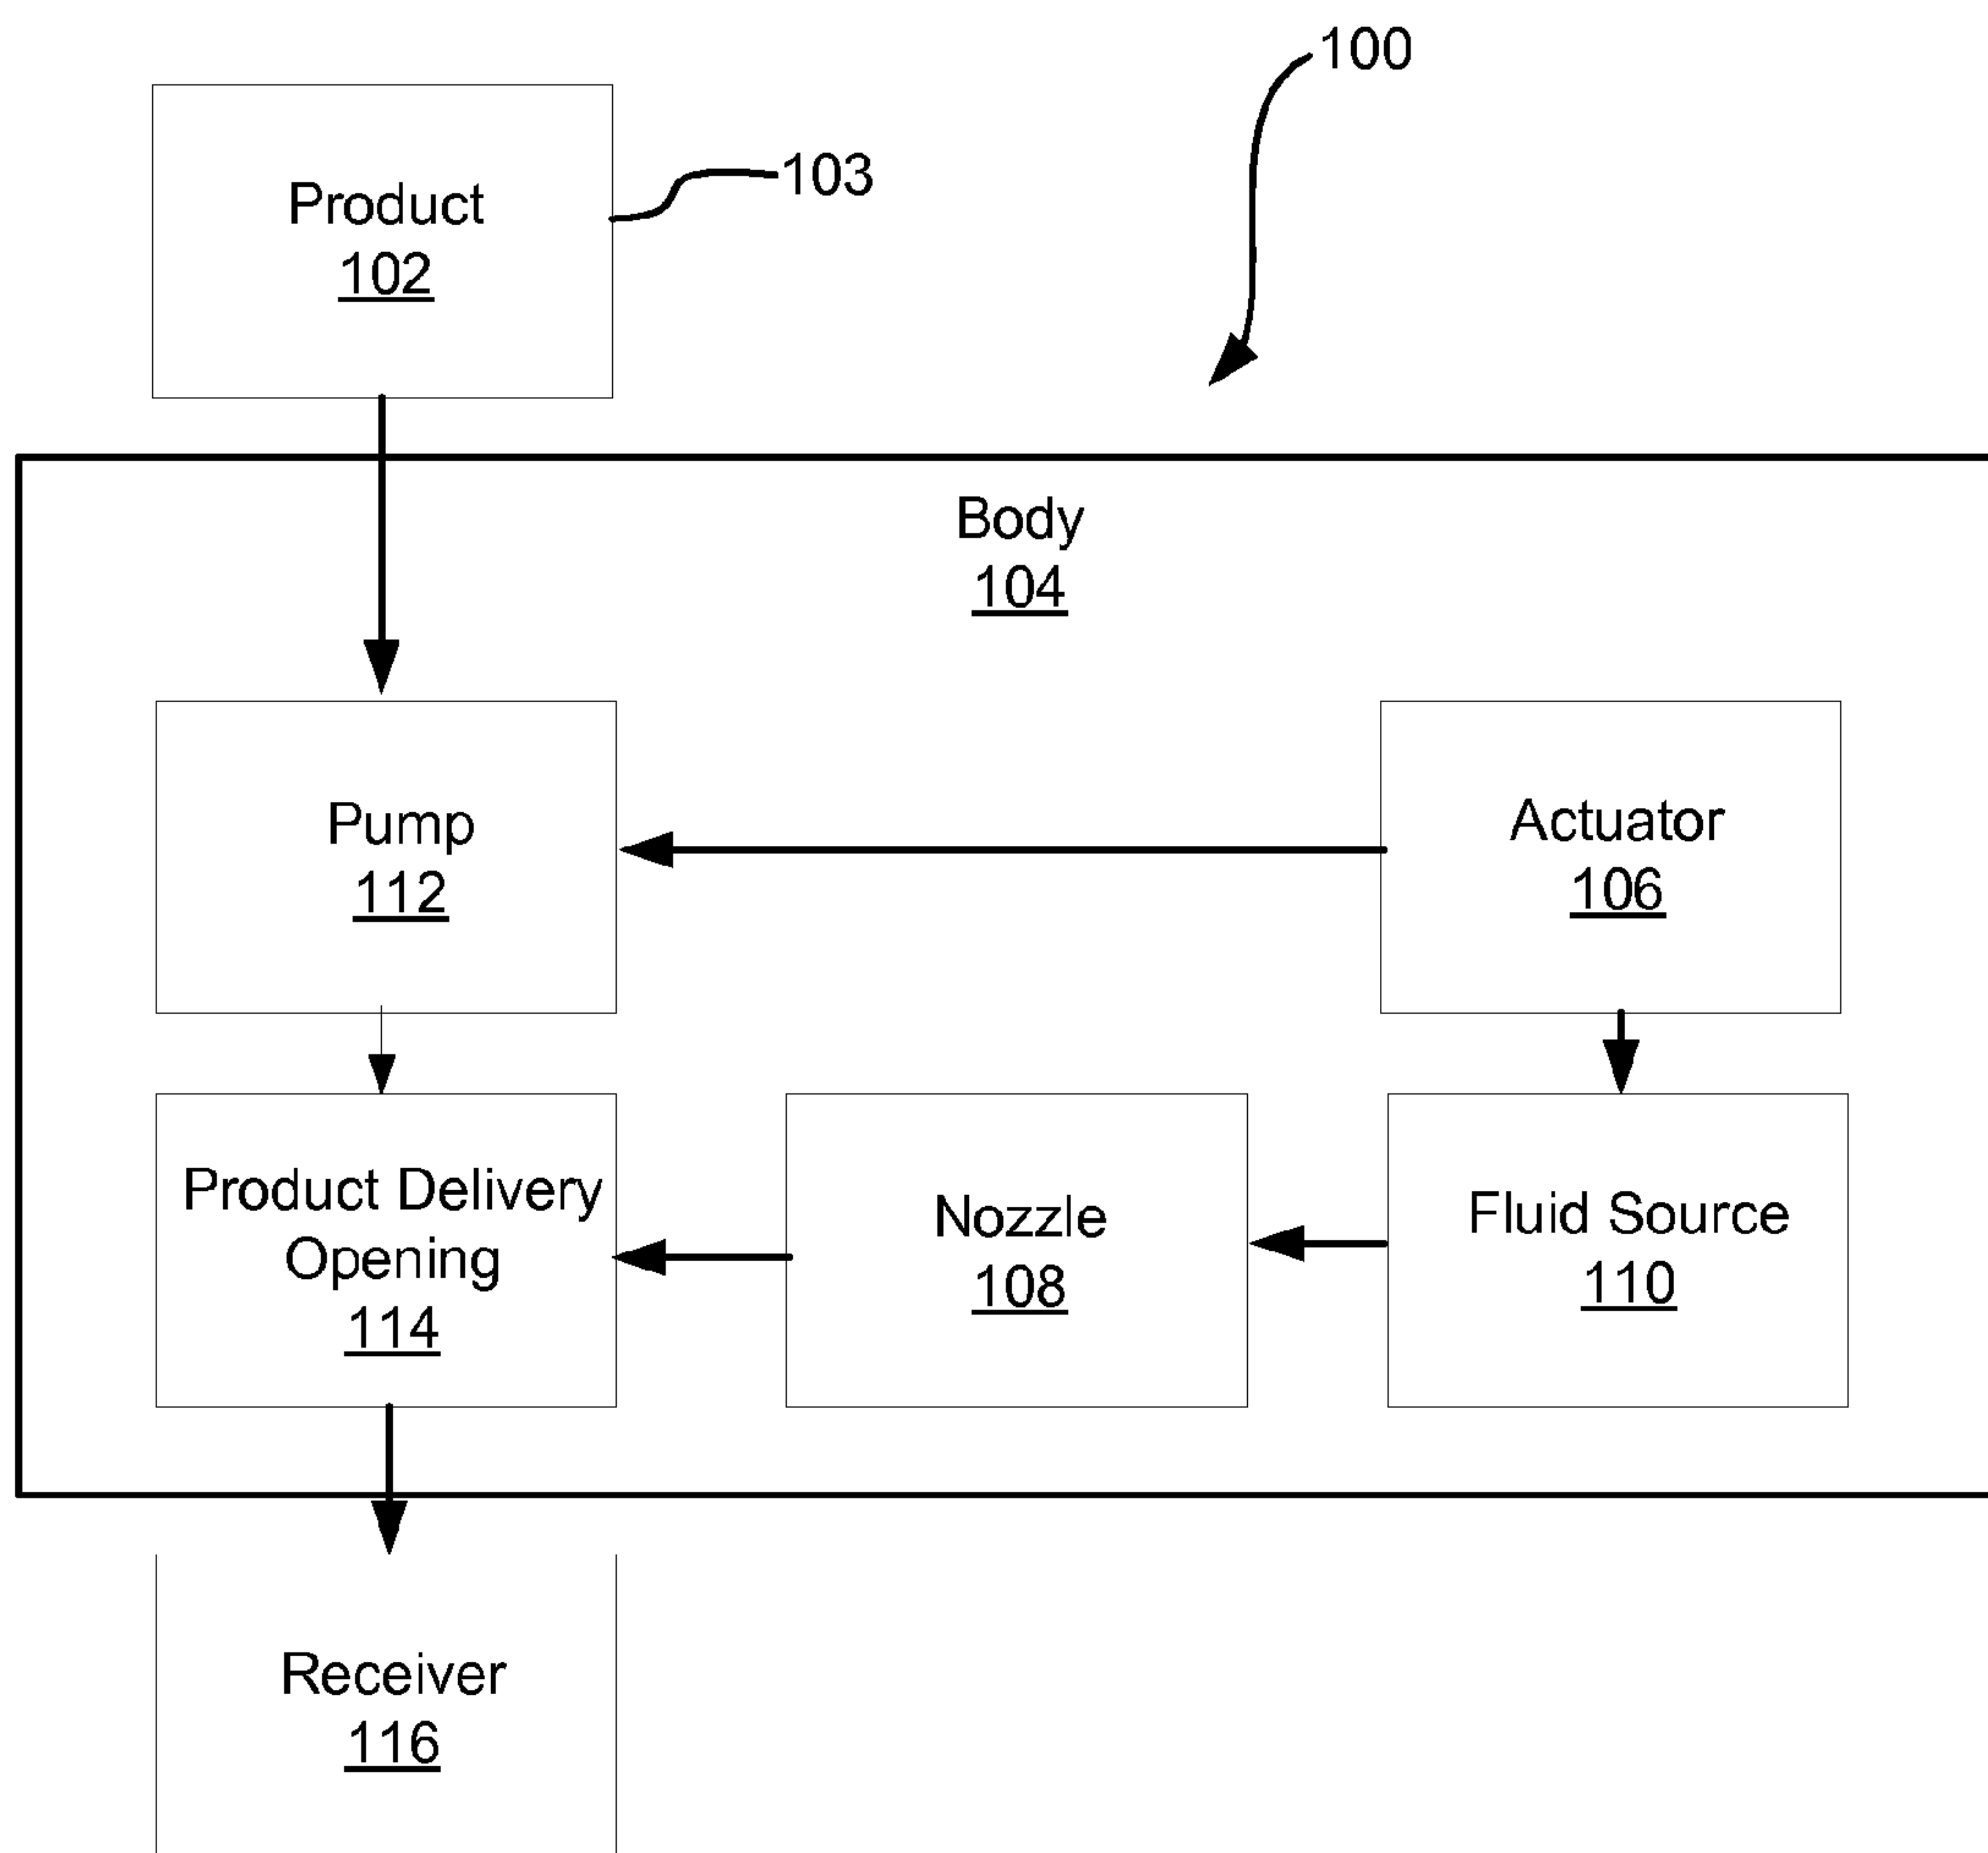 100
103
Product
102
Body
104
Pump
112
Actuator
106
Product Delivery
Opening
114
Nozzle
108
Fluid Source
110
Receiver
116